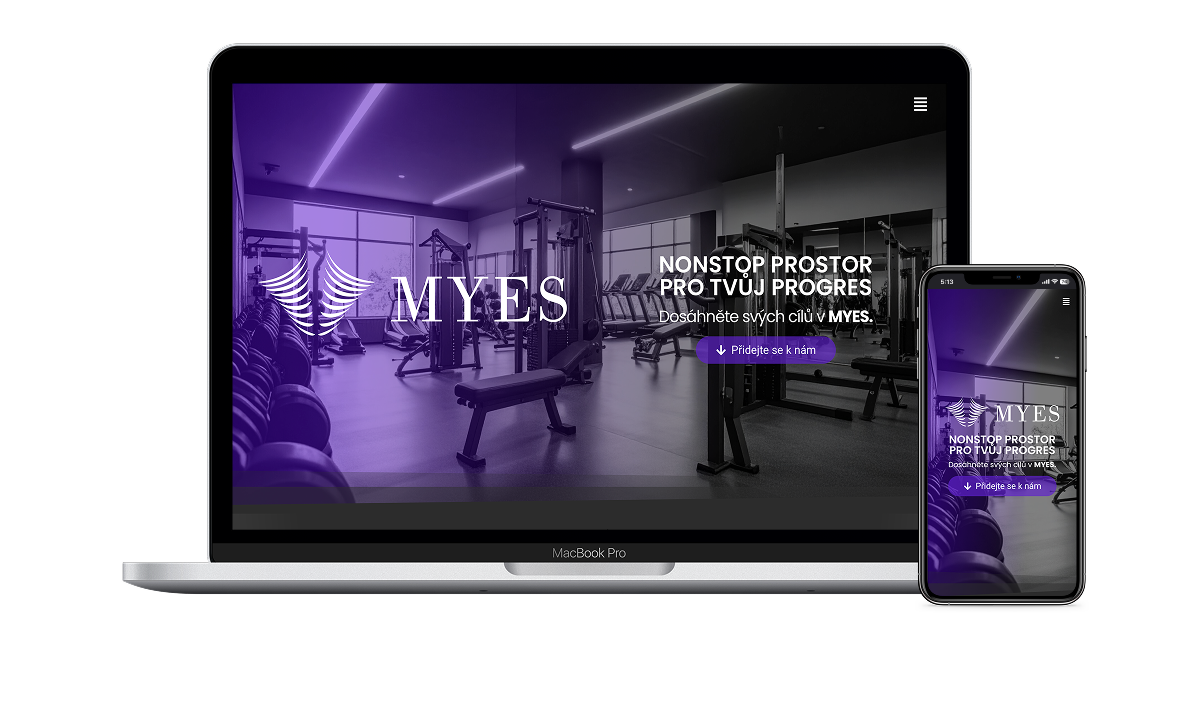 MYES
NONSTOP PROSTOR
PRO TVŮJ PROGRES
Dosáhněte svých cílů v MYES.
Přidejte se k nám
MacBook Pro
5:13
MYES
NONSTOP PROSTOR
PRO TVŮJ PROGRES
Dosáhněte svých cílů v MYES.
Přidejte se k nám